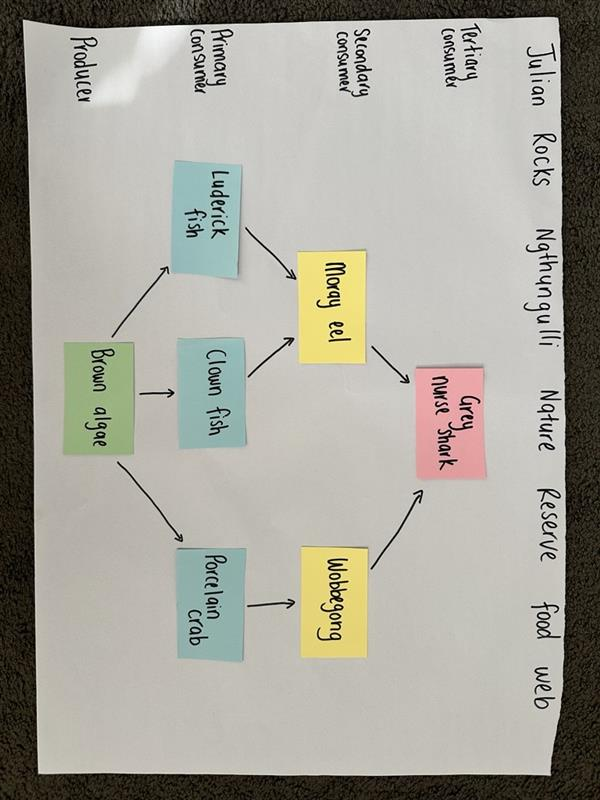 Julian Rocks Ngthungulli Nature Reserve food web
Tertiary
Consumer
Grey
nurse shark
Secondary
consumer
Moray eel
Wobbegong
Primary
Consumer
Luderick
fish
Clown fish
Porcelain
crab
Producer
Brown algae